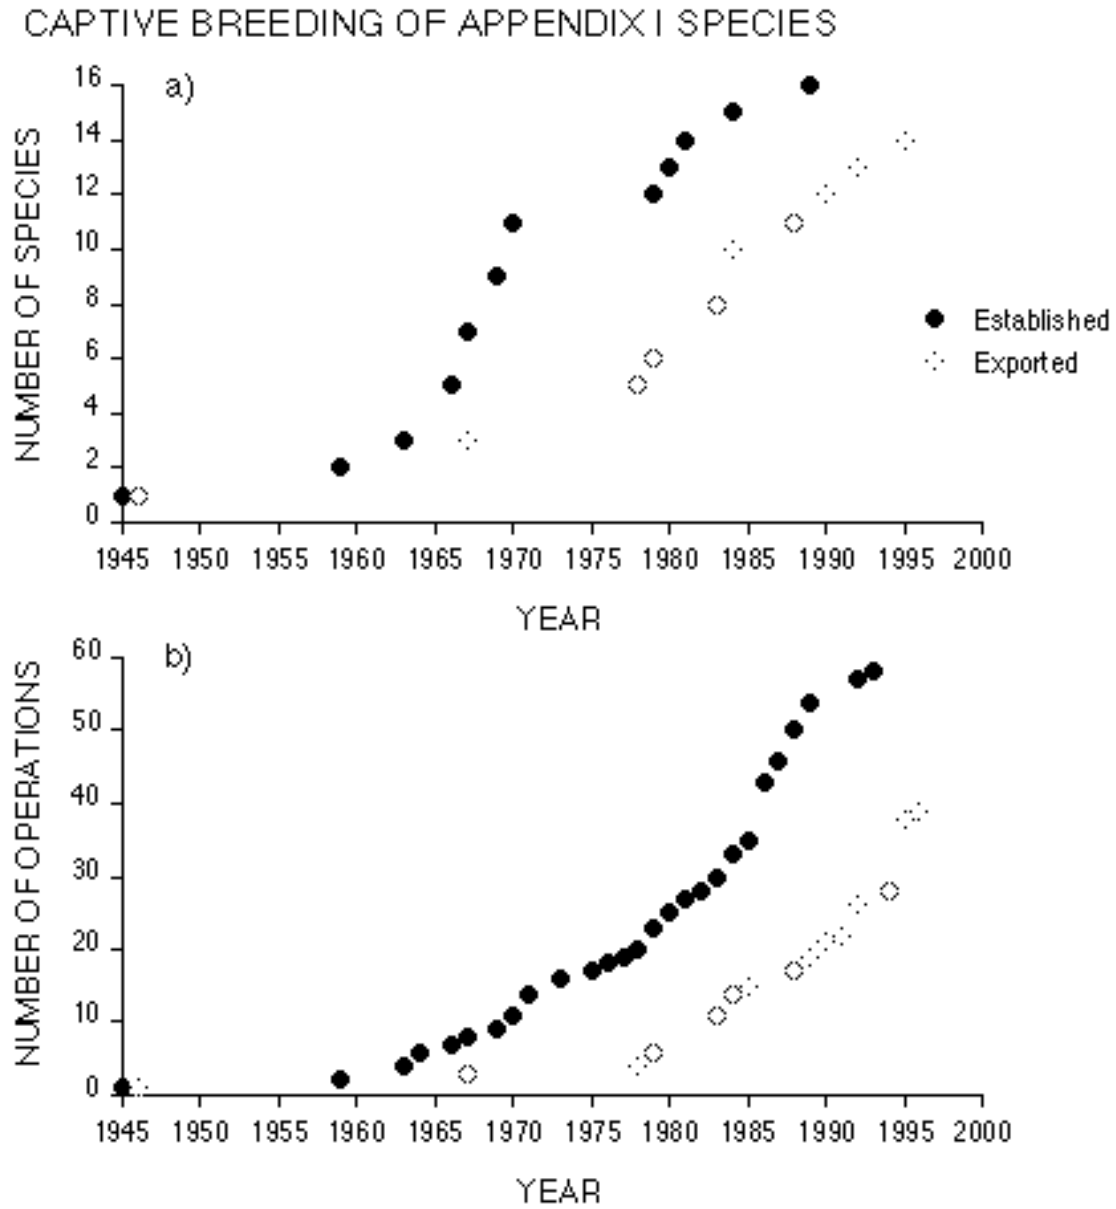 CAPTIVE BREEDING OF APPENDIX I SPECIES
a)
NUMBER OF SPECIES
16
14
12
10
8
6
4
2
0
1945 1950 1955 1960 1965 1970 1975 1980 1985 1990 1995 2000
YEAR
Established
Exported
b)
NUMBER OF OPERATIONS
60
50
40
30
20
10
0
1945 1950 1955 1960 1965 1970 1975 1980 1985 1990 1995 2000
YEAR